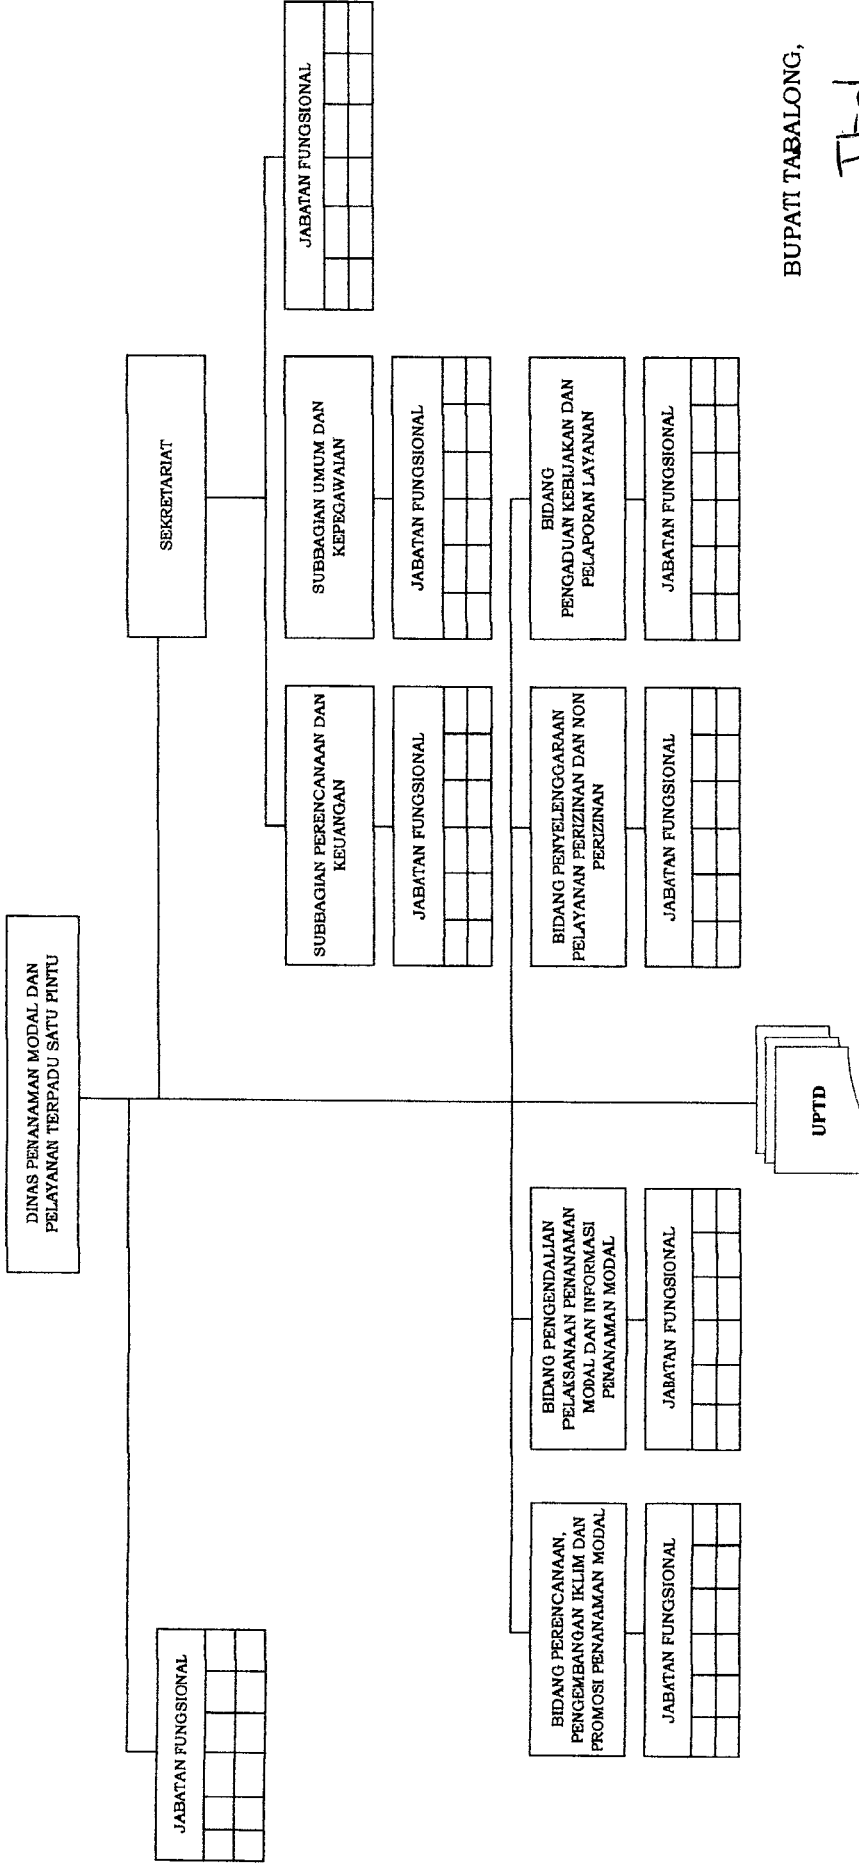 DINAS PENANAMAN MODAL DAN
PELAYANAN TERPADU SATU PINTU
JABATAN FUNGSIONAL
SEKRETARIAT
SUBBAGIAN PERENCANAAN DAN
KEUANGAN
SUBBAGIAN UMUM DAN
KEPEGAWAIAN
JABATAN FUNGSIONAL
JABATAN FUNGSIONAL
JABATAN FUNGSIONAL
BIDANG PERENCANAAN,
PENGEMBANGAN IKLIM DAN
PROMOSI PENANAMAN MODAL
BIDANG PENGENDALIAN
PELAKSANAAN PENANAMAN
MODAL DAN INFORMASI
PENANAMAN MODAL
BIDANG PENYELENGGARAAN
PELAYANAN PERIZINAN DAN NON
PERIZINAN
BIDANG
PENGADUAN KEBIJAKAN DAN
PELAPORAN LAYANAN
JABATAN FUNGSIONAL
JABATAN FUNGSIONAL
JABATAN FUNGSIONAL
JABATAN FUNGSIONAL
UPTD
BUPATI TABALONG,